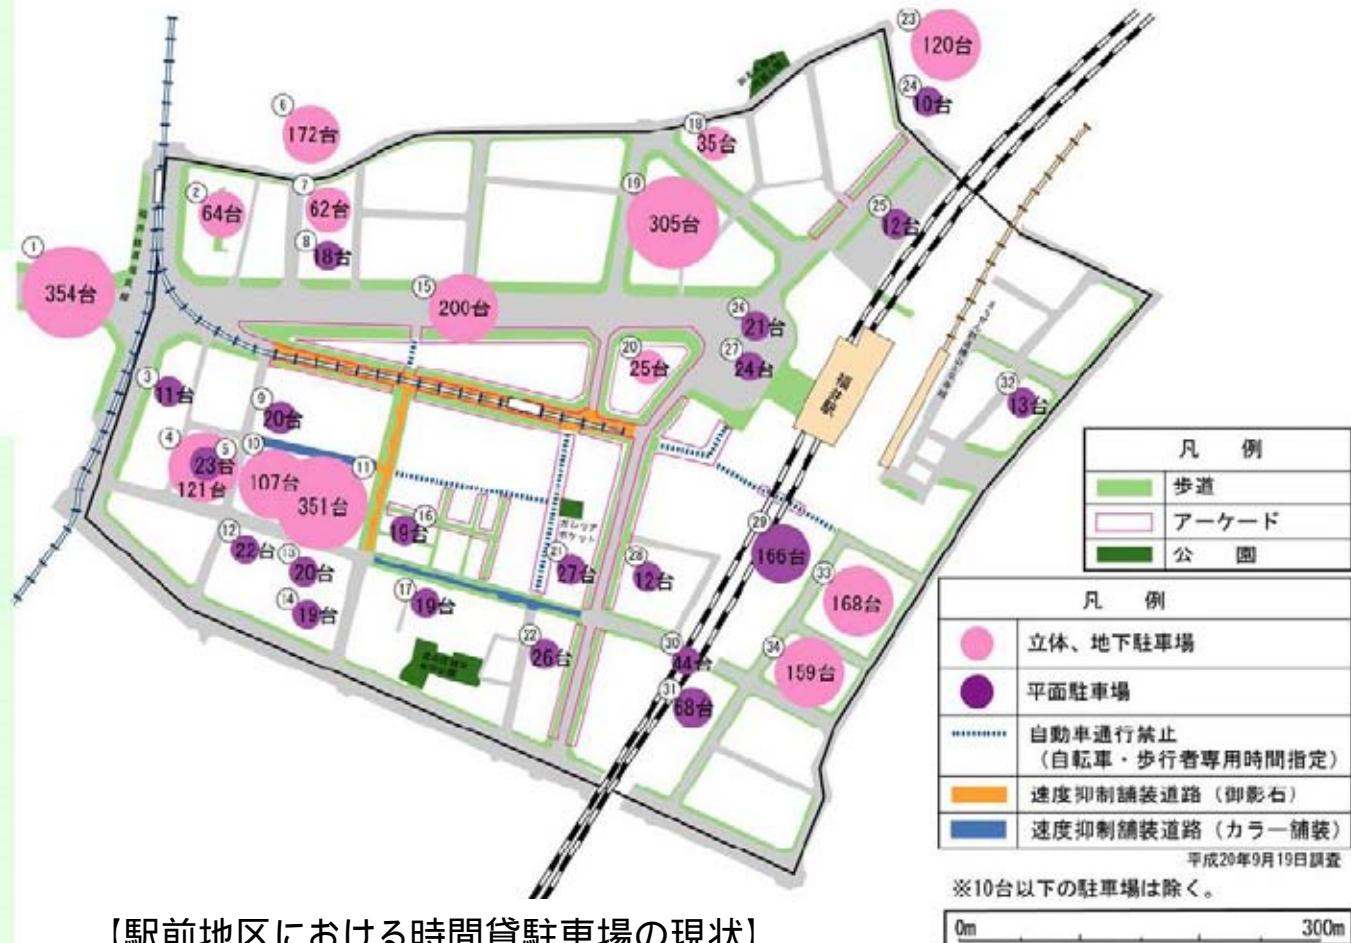 23
120台
24
10台
6
172台
18
35台
2
64台
7
62台
19
305台
25
12台
8
18台
1
354台
15
200台
26
21台
27
24台
20
25台
福井駅
3
11台
9
20台
32
13台
4
5
23台
121台
10
107台
11
351台
16
19台
ガレリア
ポケット
12
22台
13
20台
14
19台
17
19台
21
27台
28
12台
29
166台
33
168台
22
26台
30
44台
34
159台
31
68台
凡 例
歩道
アーケード
公 園
凡 例
立体、地下駐車場
平面駐車場
自動車通行禁止
（自転車・歩行者専用時間指定）
速度抑制舗装道路（御影石）
速度抑制舗装道路（カラー舗装）
平成20年9月19日調査
※10台以下の駐車場は除く。
0m 300m
【駅前地区における時間貸駐車場の現状】